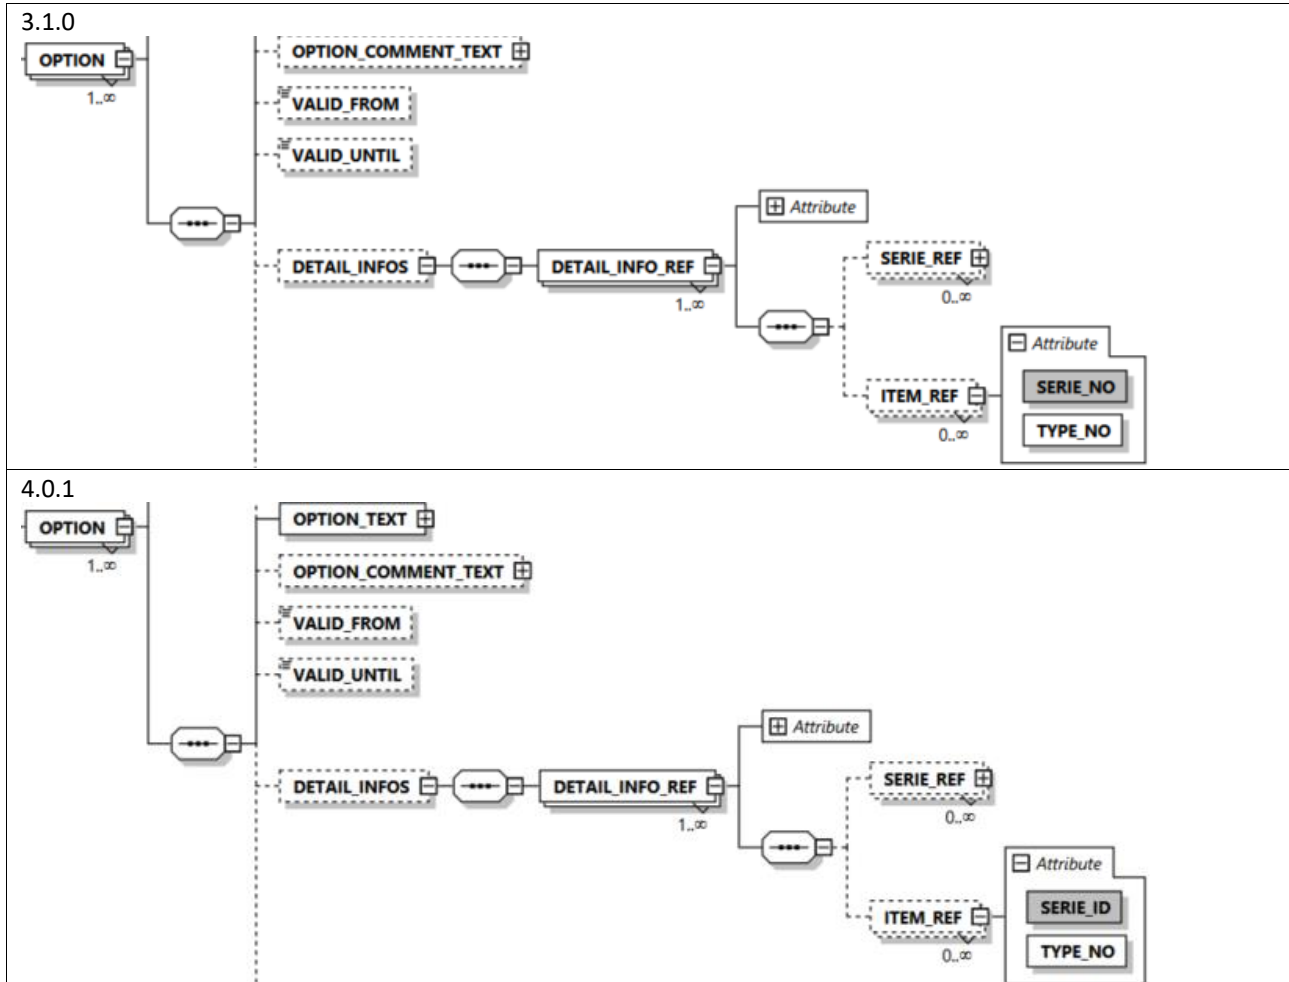 3.1.0
OPTION
1..∞
OPTION_COMMENT_TEXT
VALID_FROM
VALID_UNTIL
Attribute
DETAIL_INFOS
DETAIL_INFO_REF
1..∞
SERIE_REF
0..∞
Attribute
SERIE_NO
ITEM_REF
0..∞
TYPE_NO
4.0.1
OPTION
1..∞
OPTION_TEXT
OPTION_COMMENT_TEXT
VALID_FROM
VALID_UNTIL
Attribute
DETAIL_INFOS
DETAIL_INFO_REF
1..∞
SERIE_REF
0..∞
Attribute
SERIE_ID
ITEM_REF
0..∞
TYPE_NO